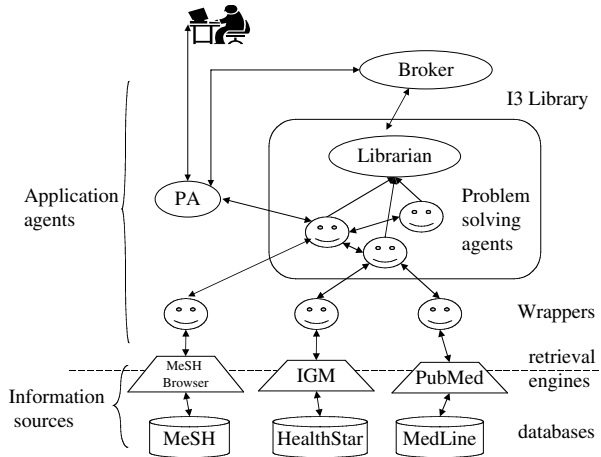 Broker
I3 Library
Librarian
Application
agents
PA
Problem
solving
agents
Wrappers
MeSH
Browser
IGM
PubMed
retrieval
engines
Information
sources
MeSH
HealthStar
MedLine
databases